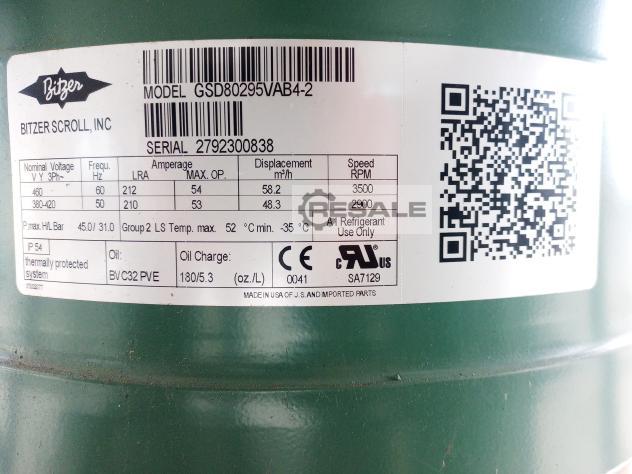 Bitzer
BITZER SCROLL, INC
MODEL GSD80295VAB4-2
SERIAL 2792300838
Nominal Voltage Frequ. Amperage Displacement Speed
V Y 3Ph~ Hz LRA MAX. OP. m³/h RPM
460 60 212 54 58.2 3500
380-420 50 210 53 48.3 2900
P max. H/L Bar 45.0 / 31.0 Group 2 LS Temp. max. 52 °C min. -35 °C A1 Refrigerant
Use Only
RESALE
IP 54
thermally protected
system
Oil:
BVC32 PVE
Oil Charge:
180/5.3 (oz./L)
CE
0041
c RU us
SA7129
MADE IN USA OF U.S. AND IMPORTED PARTS